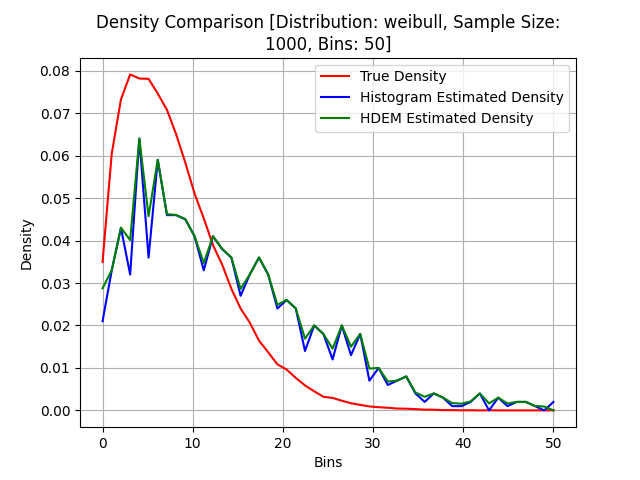 Density Comparison [Distribution: weibull, Sample Size:
1000, Bins: 50]
True Density
Histogram Estimated Density
HDEM Estimated Density
Density
0.08
0.07
0.06
0.05
0.04
0.03
0.02
0.01
0.00
0 10 20 30 40 50
Bins